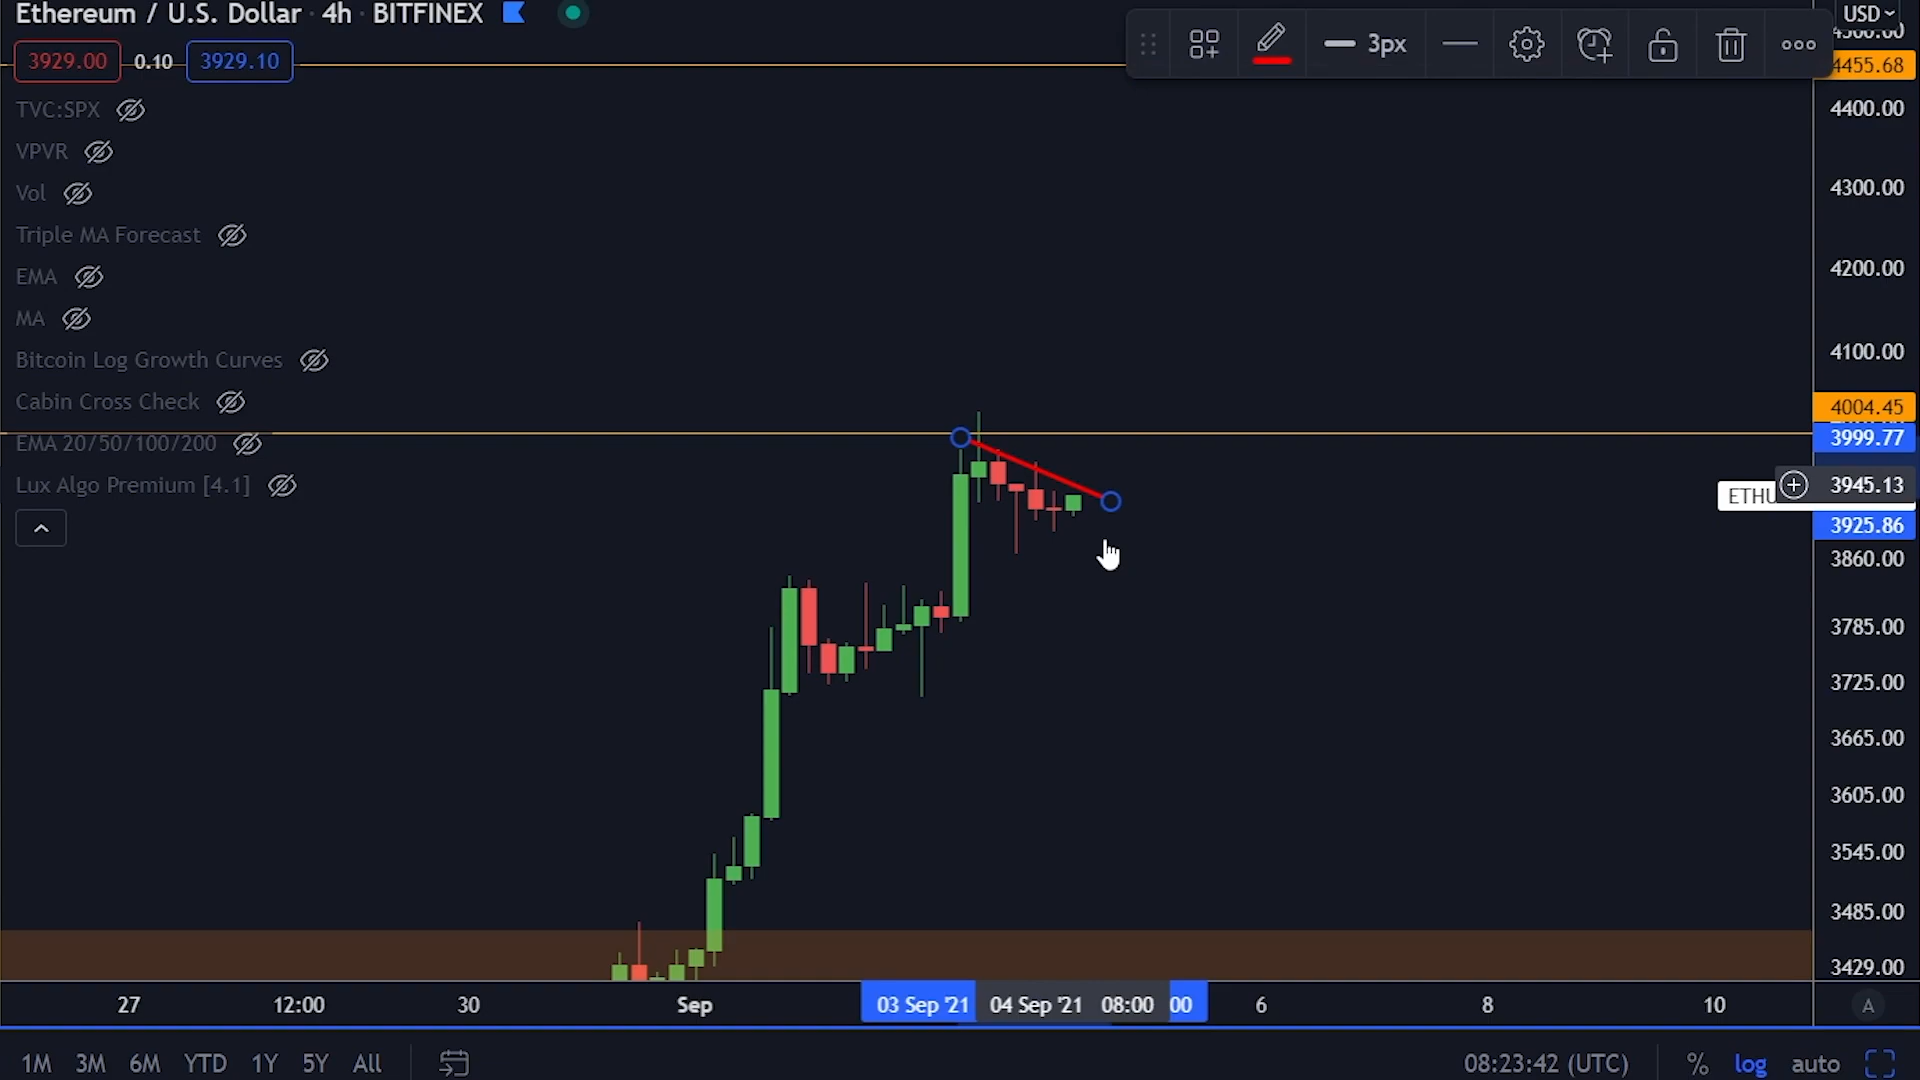 Ethereum / U.S. Dollar · 4h · BITFINEX
USD
3929.00 0.10 3929.10
3px
4455.68
TVC:SPX
4400.00
VPVR
Vol
4300.00
Triple MA Forecast
4200.00
EMA
MA
4100.00
Bitcoin Log Growth Curves
Cabin Cross Check
4004.45
EMA 20/50/100/200
3999.77
Lux Algo Premium [4.1]
3945.13
ETHU
3925.86
3860.00
3785.00
3725.00
3665.00
3605.00
3545.00
3485.00
3429.00
27 12:00 30 Sep 03 Sep '21 04 Sep '21 08:00 00 6 8 10 A
1M 3M 6M YTD 1Y 5Y All 08:23:42 (UTC) % log auto